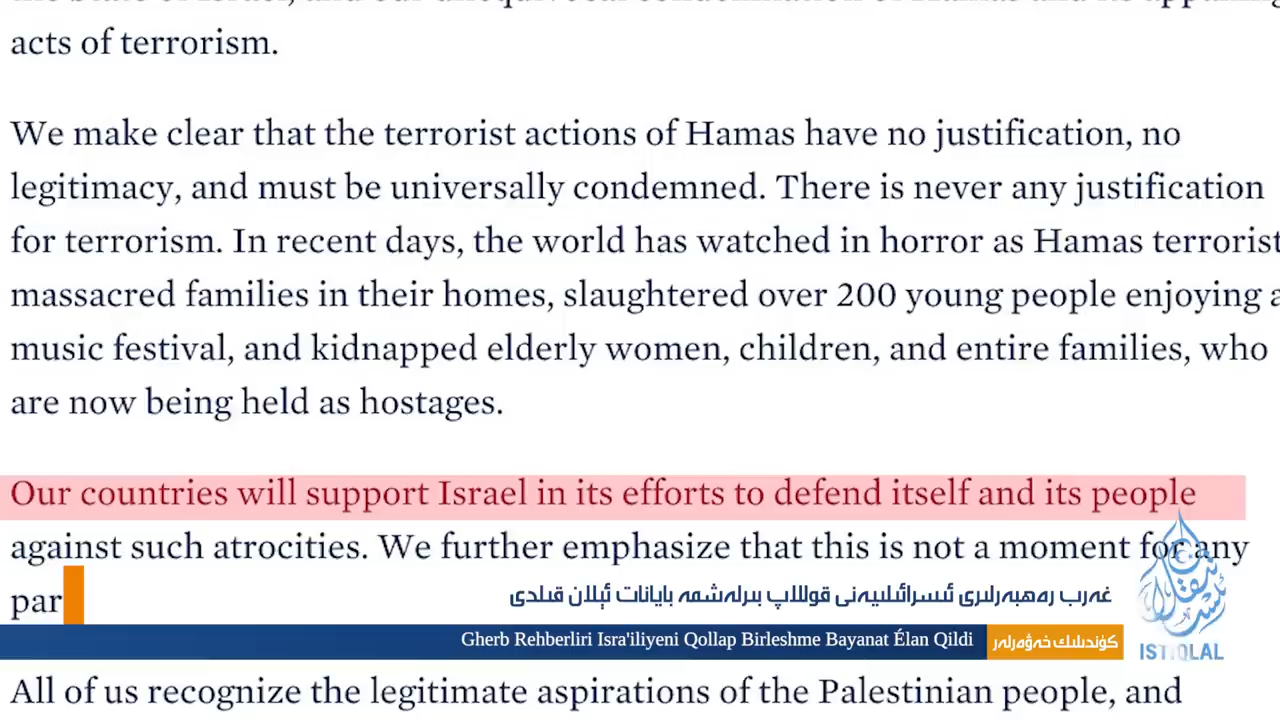 acts of terrorism.
We make clear that the terrorist actions of Hamas have no justification, no
legitimacy, and must be universally condemned. There is never any justification
for terrorism. In recent days, the world has watched in horror as Hamas terrorist
massacred families in their homes, slaughtered over 200 young people enjoying a
music festival, and kidnapped elderly women, children, and entire families, who
are now being held as hostages.
Our countries will support Israel in its efforts to defend itself and its people
against such atrocities. We further emphasize that this is not a moment for any
par
غەرب رەھبەرلىرى ئىسرائىلىيەنى قوللاپ بىرلەشمە بايانات ئېلان قىلدى
Gherb Rehberliri Isra'iliyeni Qollap Birleshme Bayanat Élan Qildi
كۈندىلىك خەۋەرلەر
ISTIQLAL
All of us recognize the legitimate aspirations of the Palestinian people, and